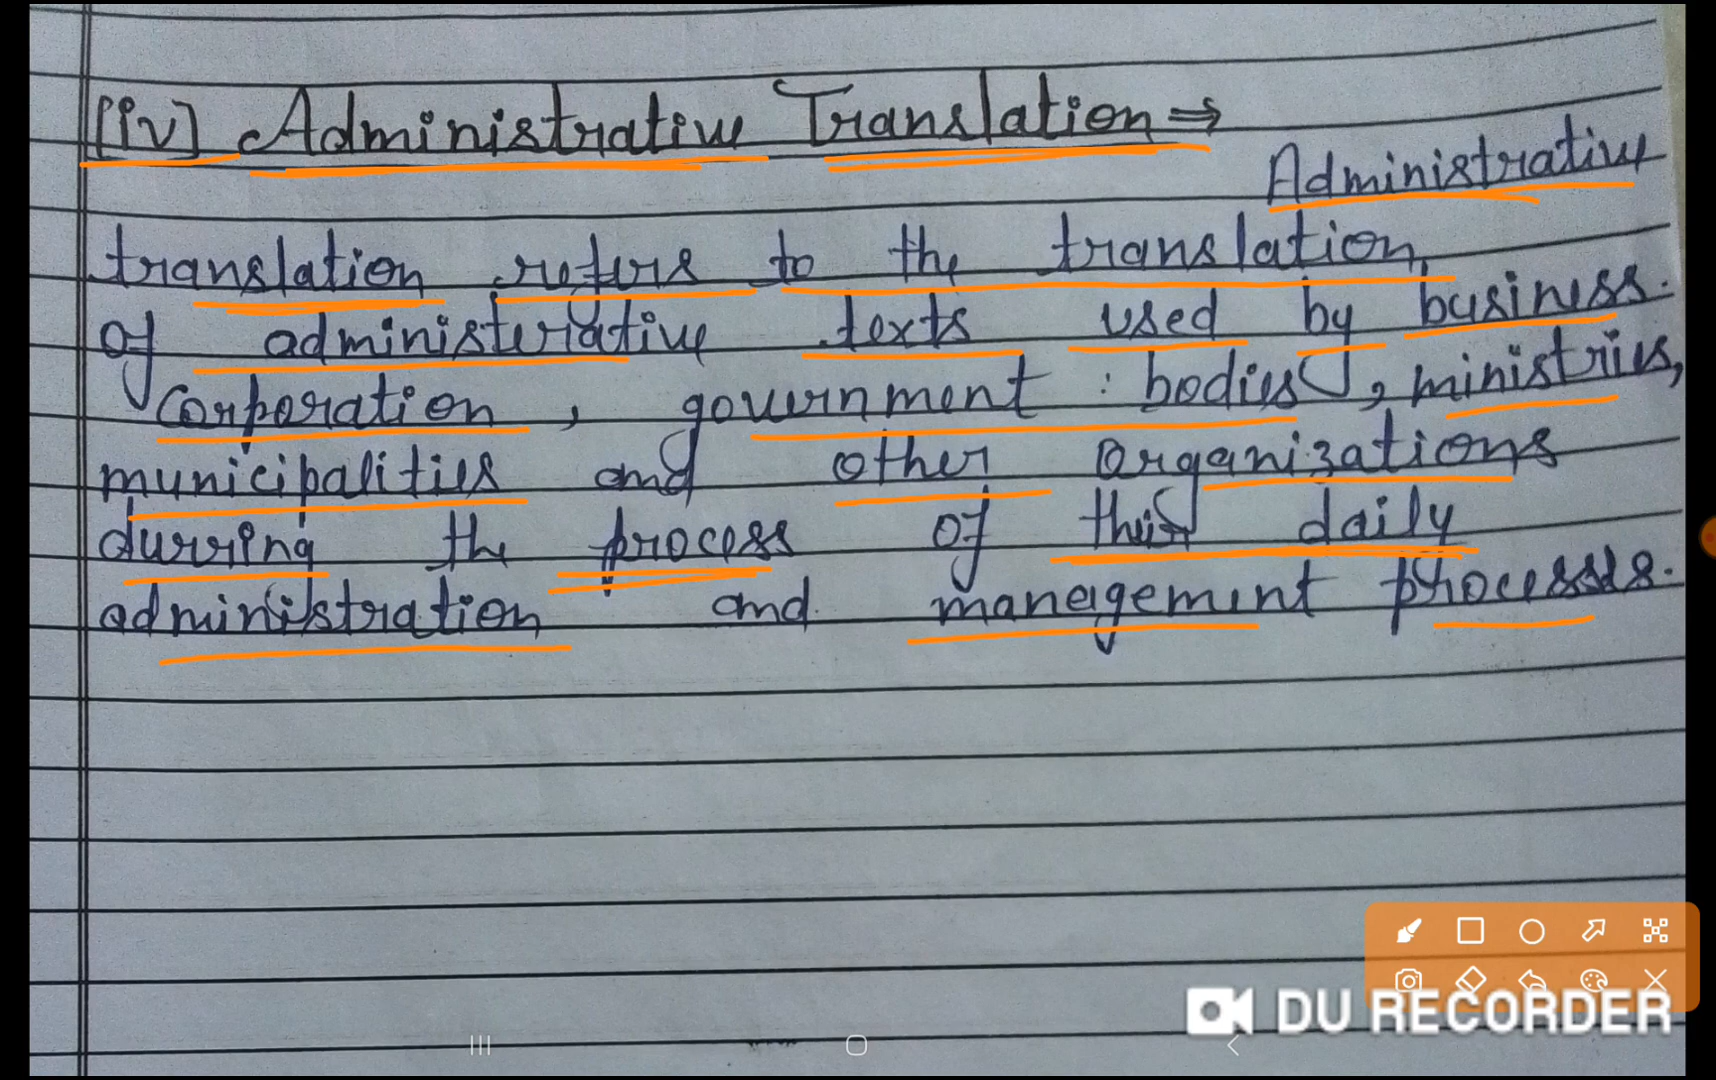 [iv] Administrative Translation ⇒
Administrative
translation refers to the translation
of administerative texts used by business.
corporation, government bodies, ministries,
municipalities and other organizations
durring the process of their daily
administration and management processes.
DU RECORDER